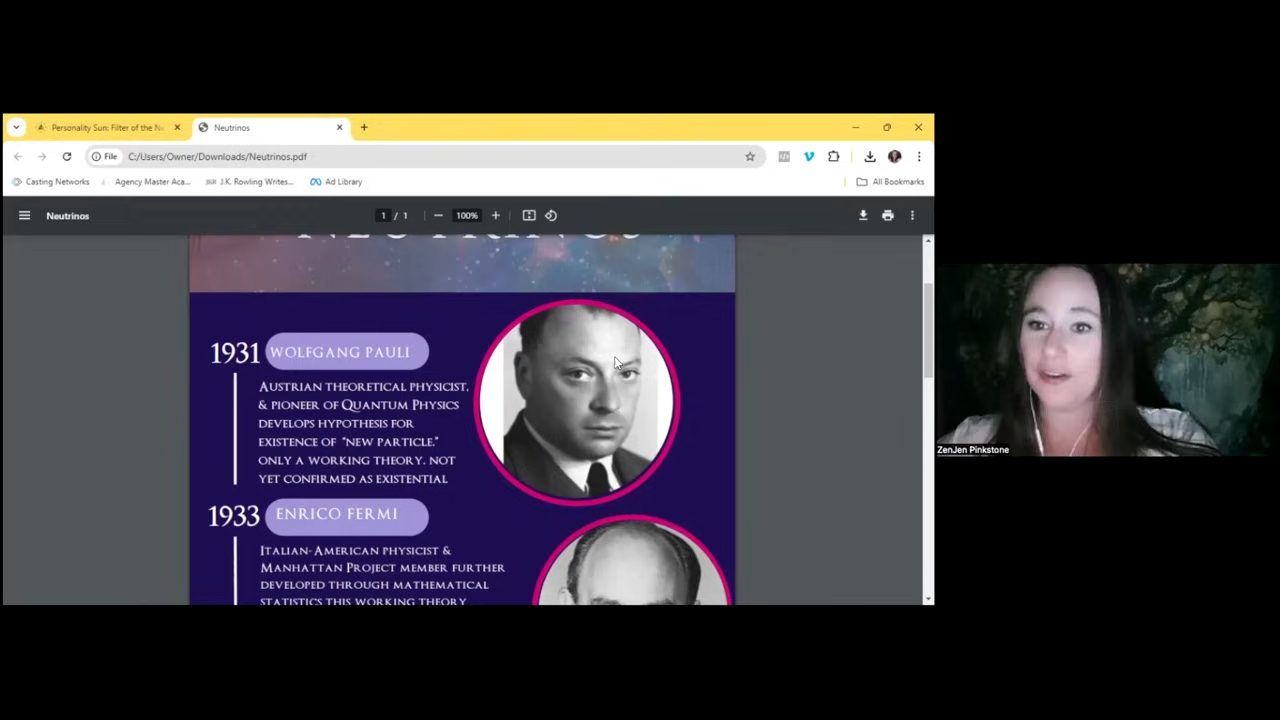 Personality Sun: Filter of the Ne
Neutrinos
File
C:/Users/Owner/Downloads/Neutrinos.pdf
Casting Networks
Agency Master Aca...
J.K. Rowling Writes...
Ad Library
All Bookmarks
Neutrinos
1 / 1
100%
NEUTRINOS
1931 WOLFGANG PAULI
AUSTRIAN THEORETICAL PHYSICIST,
& PIONEER OF QUANTUM PHYSICS
DEVELOPS HYPOTHESIS FOR
EXISTENCE OF "NEW PARTICLE."
ONLY A WORKING THEORY, NOT
YET CONFIRMED AS EXISTENTIAL
1933 ENRICO FERMI
ITALIAN-AMERICAN PHYSICIST &
MANHATTAN PROJECT MEMBER FURTHER
DEVELOPED THROUGH MATHEMATICAL
STATISTICS THIS WORKING THEORY
ZenJen Pinkstone